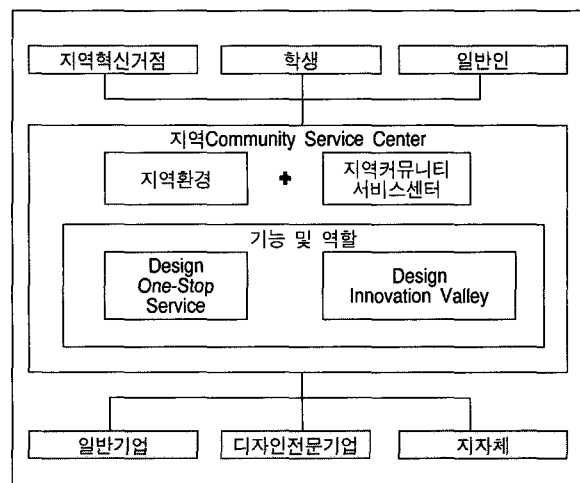 지역혁신거점 학생 일반인
지역Community Service Center
지역환경 + 지역커뮤니티
서비스센터
기능 및 역할
Design
One-Stop
Service
Design
Innovation Valley
일반기업 디자인전문기업 지자체